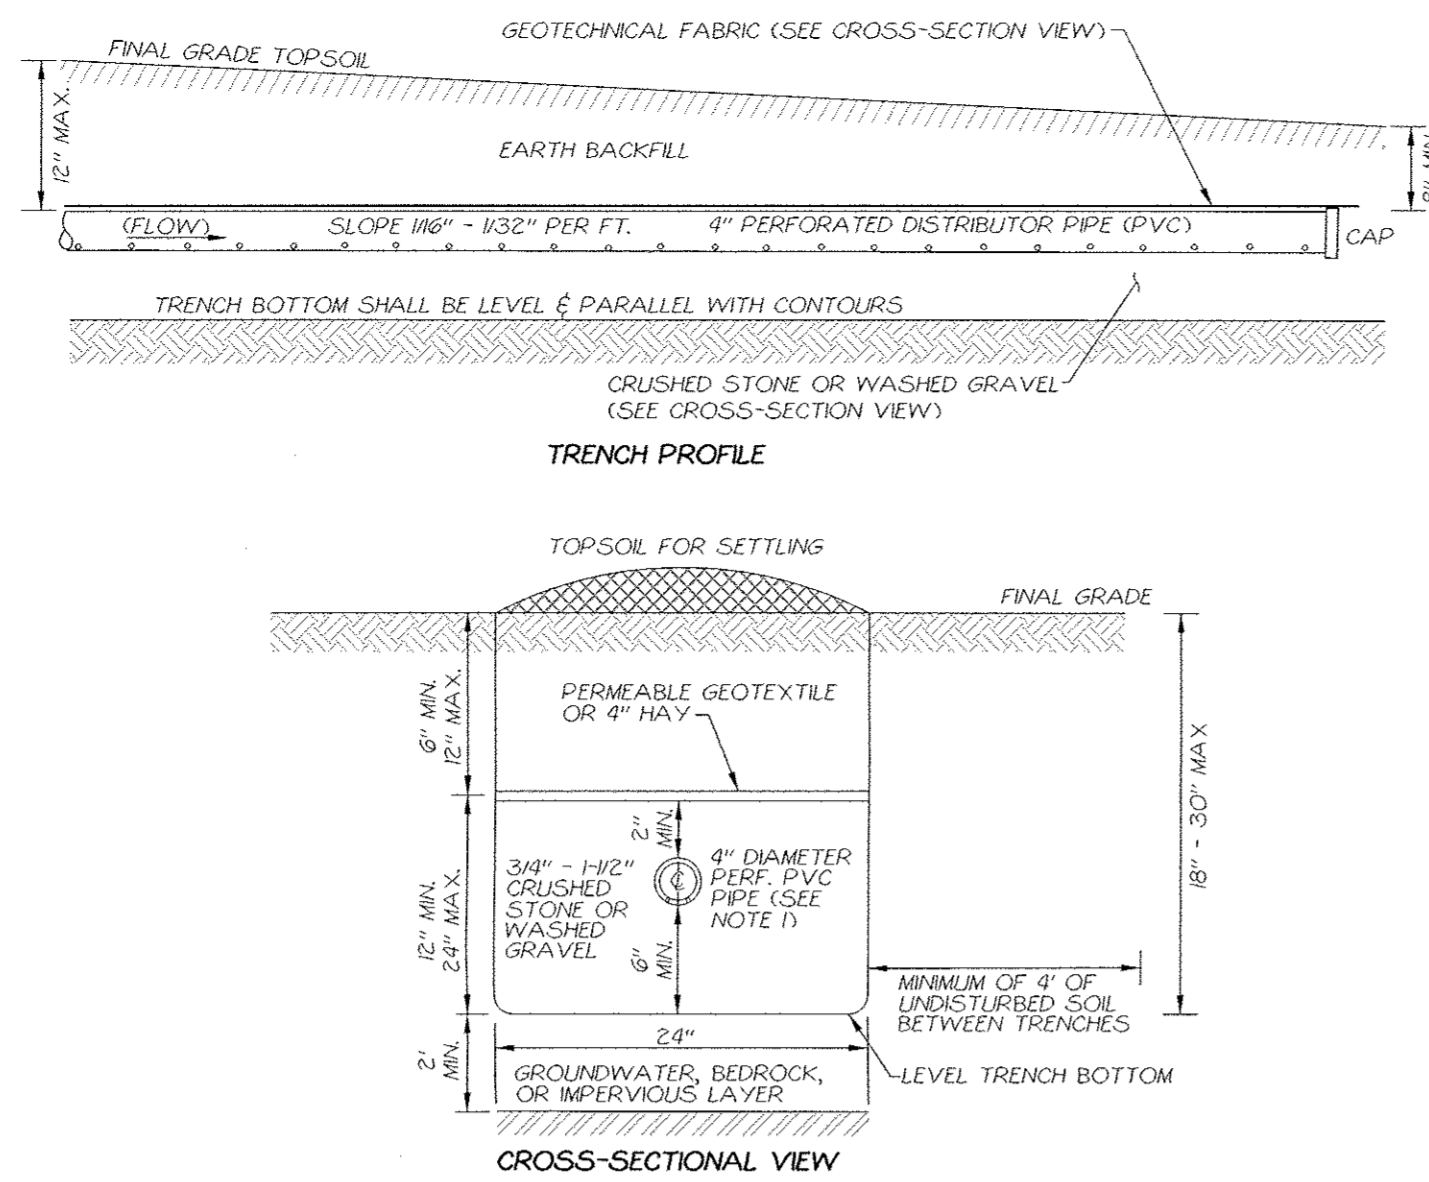 GEOTECHNICAL FABRIC (SEE CROSS-SECTION VIEW)
FINAL GRADE TOPSOIL
12" MAX.
EARTH BACKFILL
MIN
(FLOW)
SLOPE 1/16" - 1/32" PER FT.
4" PERFORATED DISTRIBUTOR PIPE (PVC)
CAP
TRENCH BOTTOM SHALL BE LEVEL & PARALLEL WITH CONTOURS
CRUSHED STONE OR WASHED GRAVEL
(SEE CROSS-SECTION VIEW)
TRENCH PROFILE
TOPSOIL FOR SETTLING
FINAL GRADE
6" MIN.
12" MAX.
PERMEABLE GEOTEXTILE
OR 4" HAY
18" - 30" MAX
2"
MIN.
3/4" - 1-1/2"
CRUSHED
STONE OR
WASHED
GRAVEL
℄
4" DIAMETER
PERF. PVC
PIPE (SEE
NOTE 1)
12" MIN.
24" MAX.
6"
MIN.
MINIMUM OF 4' OF
UNDISTURBED SOIL
BETWEEN TRENCHES
24"
2'
MIN.
GROUNDWATER, BEDROCK,
OR IMPERVIOUS LAYER
LEVEL TRENCH BOTTOM
CROSS-SECTIONAL VIEW